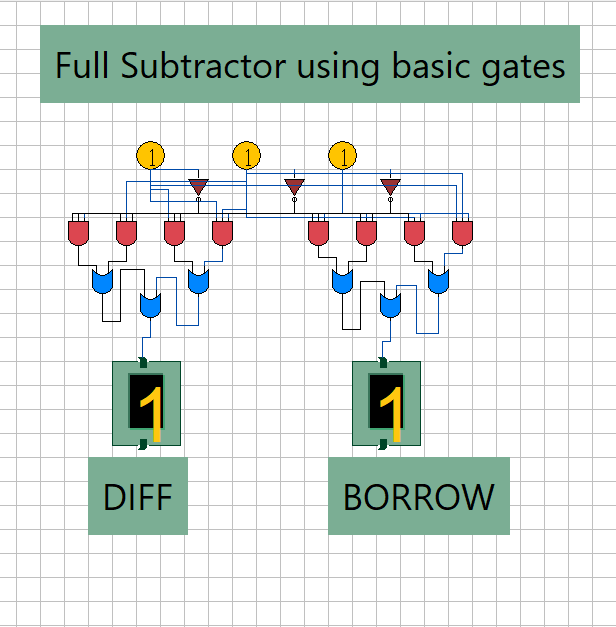 Full Subtractor using basic gates
1 1 1
1 1
DIFF BORROW